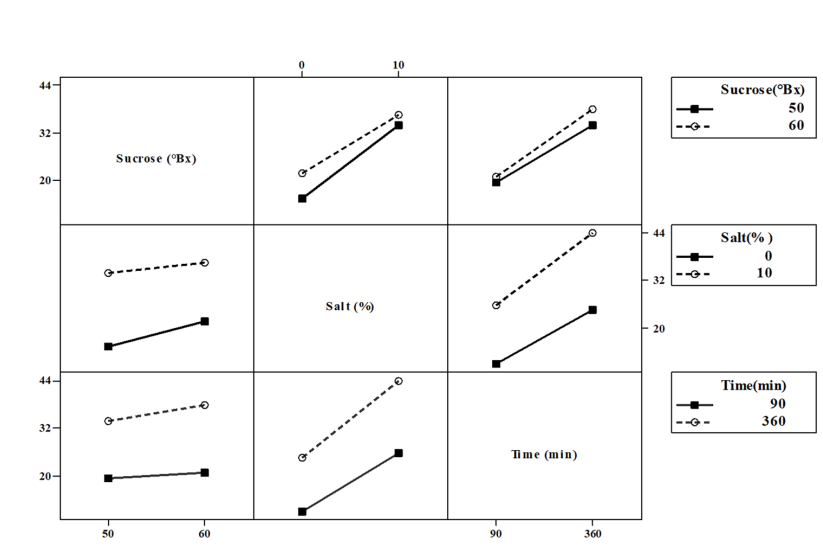 0 10
44
32
20
Sucrose (°Bx)
Sucrose(°Bx)
50
60
Salt (%)
44
32
20
Salt(% )
0
10
44
32
20
Time (min)
Time(min)
90
360
50 60 90 360